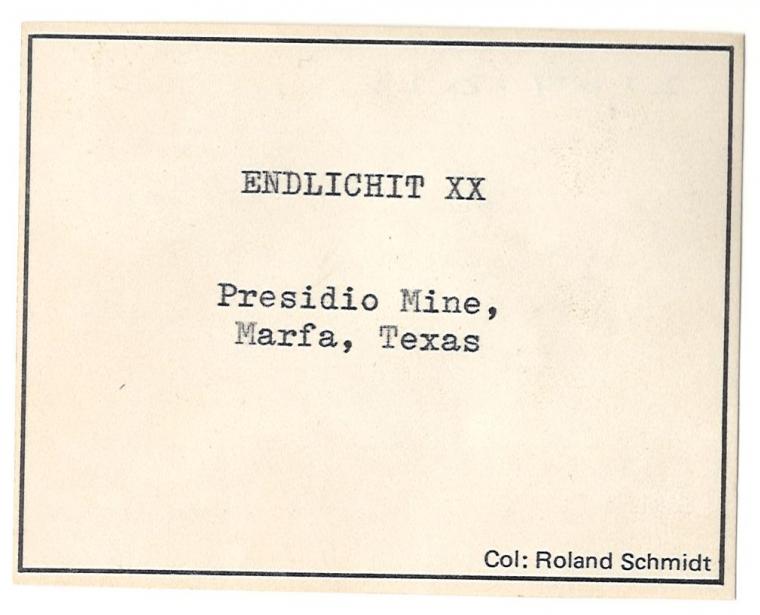 ENDLICHIT XX
Presidio Mine,
Marfa, Texas
Col: Roland Schmidt